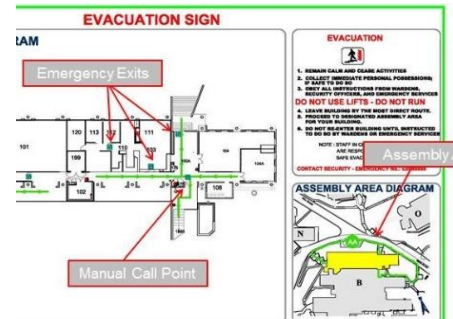 EVACUATION SIGN
RAM
Emergency Exits
101
120
113
112
110
111
199
102
108
Manual Call Point
EVACUATION
1. REMAIN CALM AND CEASE ACTIVITIES
2. COLLECT IMMEDIATE PERSONAL POSSESSIONS;
IF SAFE TO DO SO
3. OBEY ALL INSTRUCTIONS FROM WARDENS,
SECURITY OFFICERS, AND EMERGENCY SERVICES
DO NOT USE LIFTS - DO NOT RUN
4. LEAVE BUILDING BY THE MOST DIRECT ROUTE.
5. PROCEED TO DESIGNATED ASSEMBLY AREA
FOR YOUR BUILDING.
6. DO NOT RE-ENTER BUILDING UNTIL INSTRUCTED
TO DO SO BY WARDENS OR EMERGENCY SERVICES
NOTE : STAFF IN
ARE RESP
SAFE EVAC
Assembly
CONTACT SECURITY - EMERGENCY
ASSEMBLY AREA DIAGRAM
O
N
AA
B